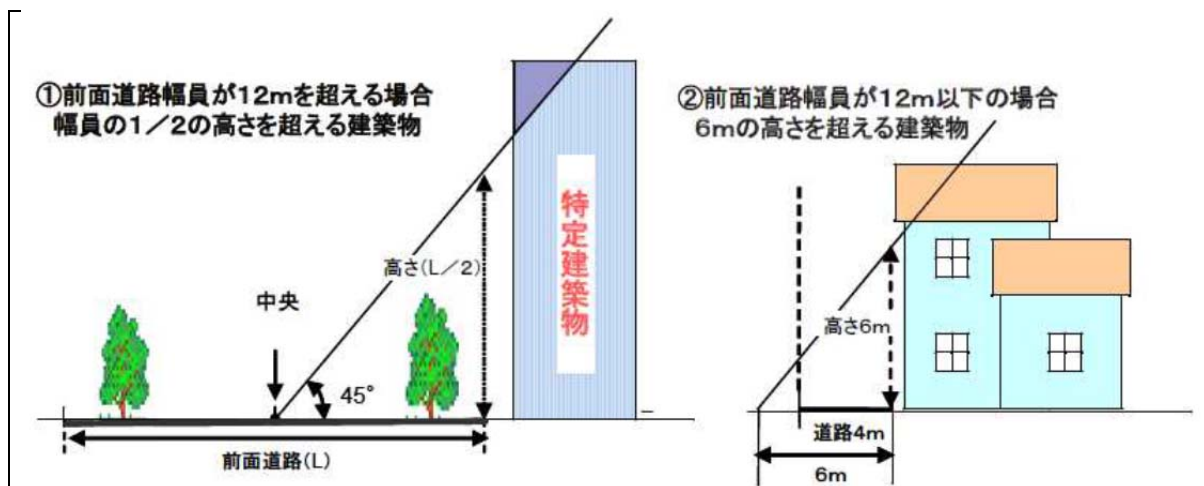 ①前面道路幅員が12mを超える場合
幅員の1／2の高さを超える建築物
特定建築物
高さ(L／2)
中央
45°
前面道路(L)
②前面道路幅員が12m以下の場合
6mの高さを超える建築物
高さ6m
道路4m
6m